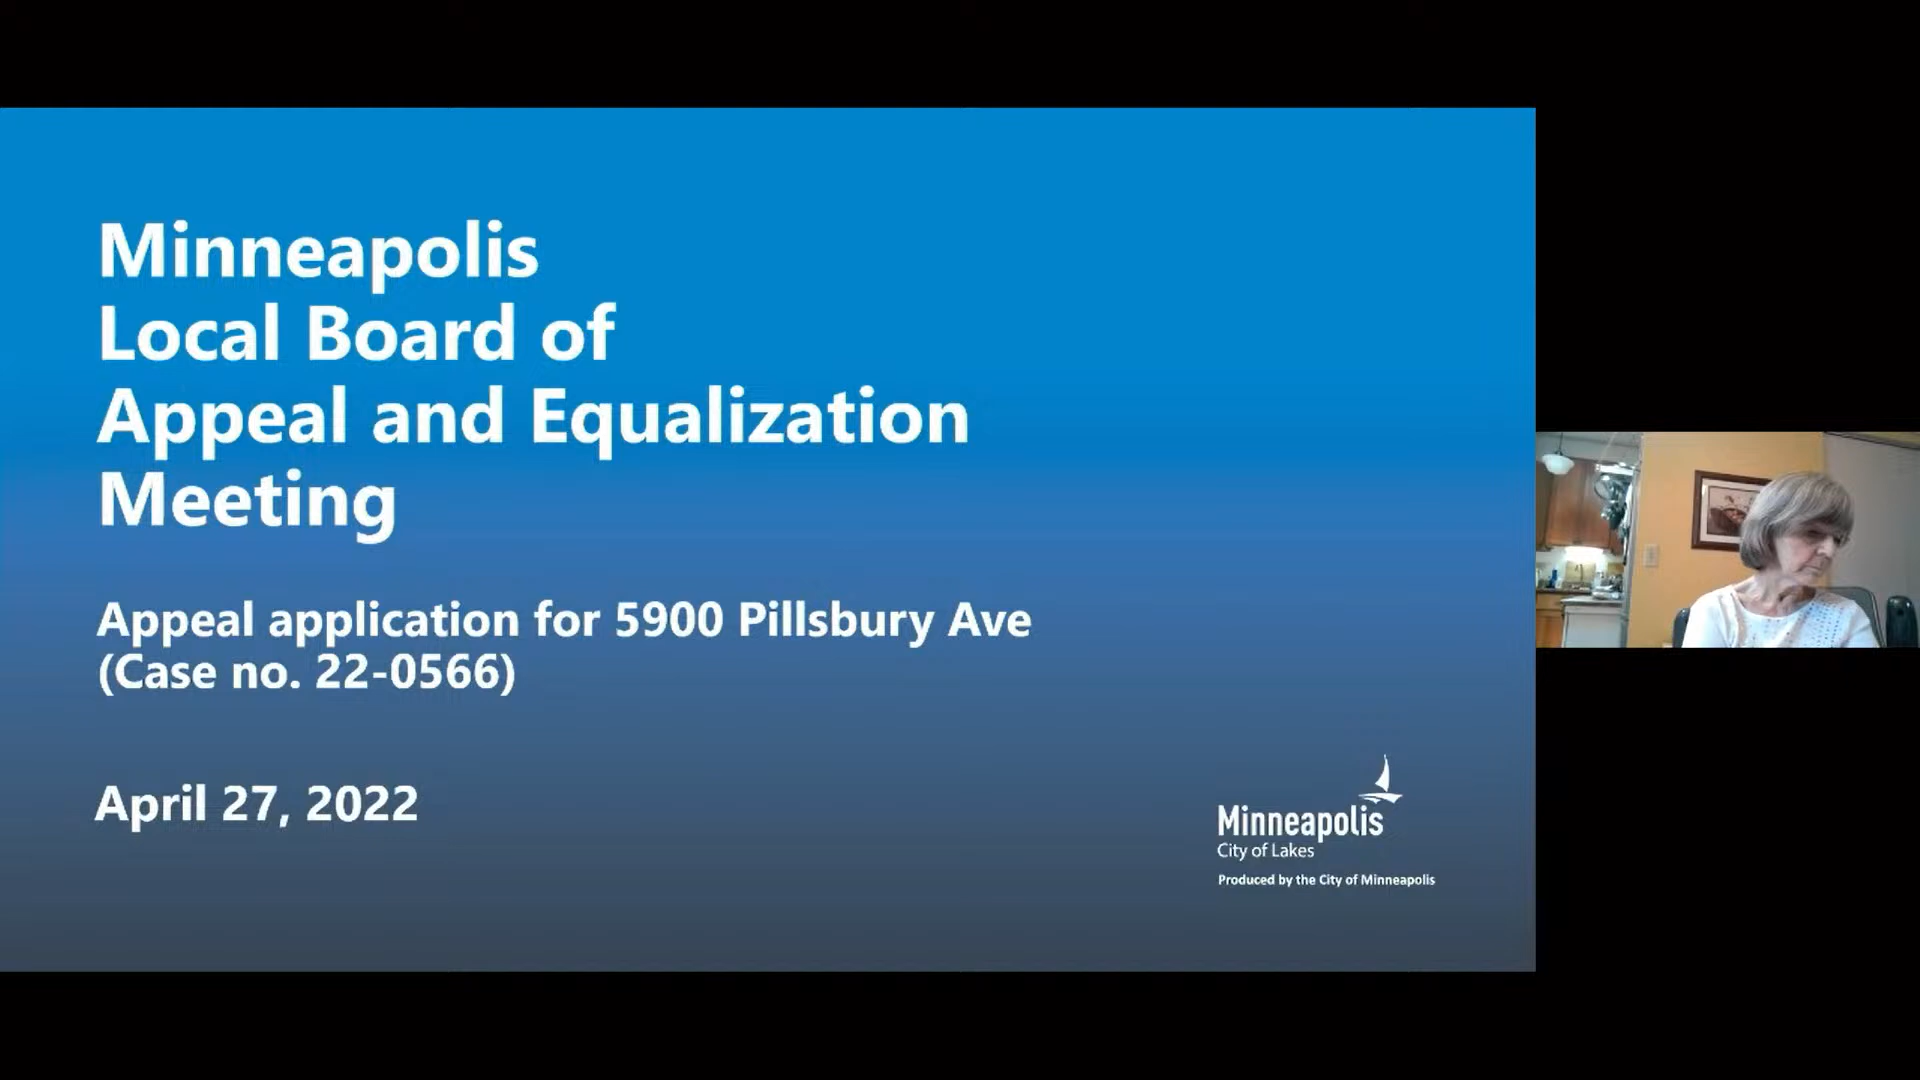 Minneapolis
Local Board of
Appeal and Equalization
Meeting
Appeal application for 5900 Pillsbury Ave
(Case no. 22-0566)
April 27, 2022
Minneapolis
City of Lakes
Produced by the City of Minneapolis